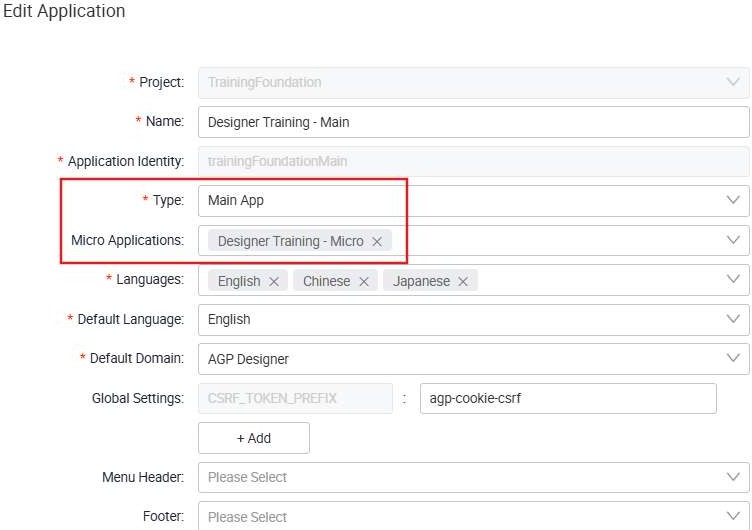 Edit Application
* Project: TrainingFoundation
* Name: Designer Training - Main
* Application Identity: trainingFoundationMain
* Type: Main App
Micro Applications: Designer Training - Micro ×
* Languages: English × Chinese × Japanese ×
* Default Language: English
* Default Domain: AGP Designer
Global Settings: CSRF_TOKEN_PREFIX : agp-cookie-csrf
+ Add
Menu Header: Please Select
Footer: Please Select